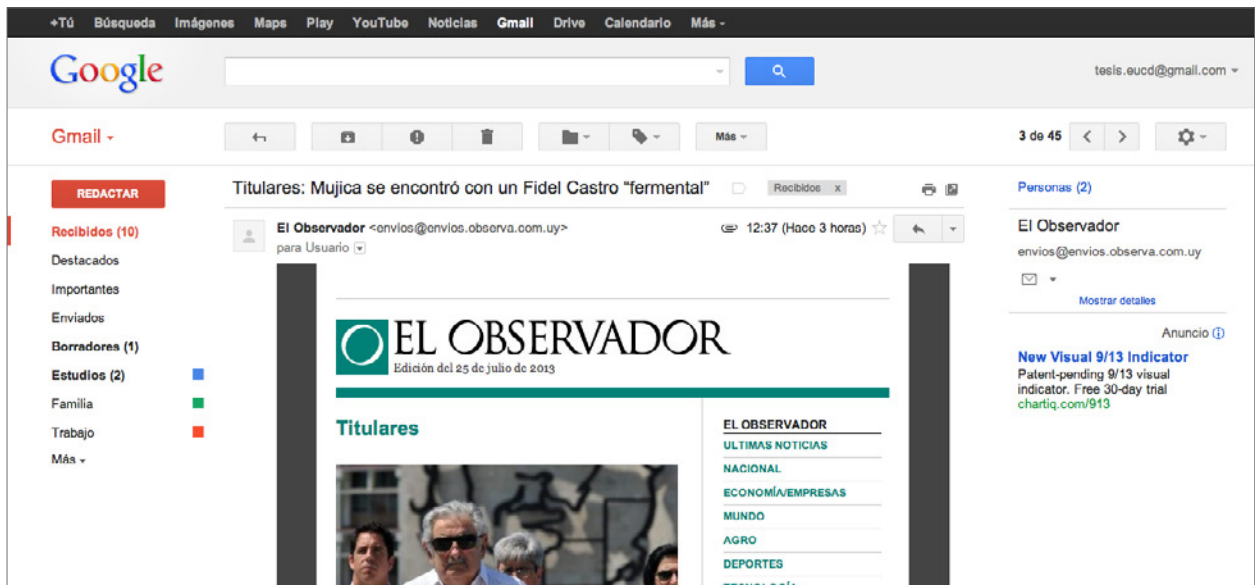 +Tú Búsqueda Imágenes Maps Play YouTube Noticias Gmail Drive Calendario Más
Google
tesis.eucd@gmail.com
Gmail
Más
3 de 45
REDACTAR
Recibidos (10)
Destacados
Importantes
Enviados
Borradores (1)
Estudios (2)
Familia
Trabajo
Más
Titulares: Mujica se encontró con un Fidel Castro "fermental"
Recibidos x
El Observador <envios@envios.observa.com.uy>
12:37 (Hace 3 horas)
para Usuario
EL OBSERVADOR
Edición del 25 de julio de 2013
Titulares
EL OBSERVADOR
ULTIMAS NOTICIAS
NACIONAL
ECONOMÍA/EMPRESAS
MUNDO
AGRO
DEPORTES
Personas (2)
El Observador
envios@envios.observa.com.uy
Mostrar detalles
Anuncio
New Visual 9/13 Indicator
Patent-pending 9/13 visual
indicator. Free 30-day trial
chartiq.com/913